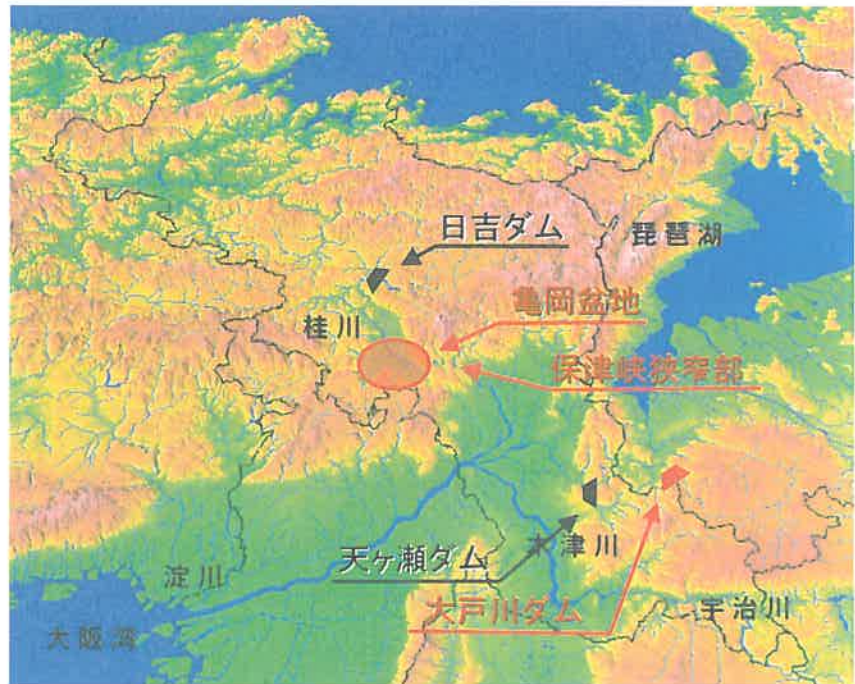 日吉ダム
琵琶湖
亀岡盆地
桂川
保津峡狭窄部
天ヶ瀬ダム
木津川
淀川
大戸川ダム
宇治川
大阪湾